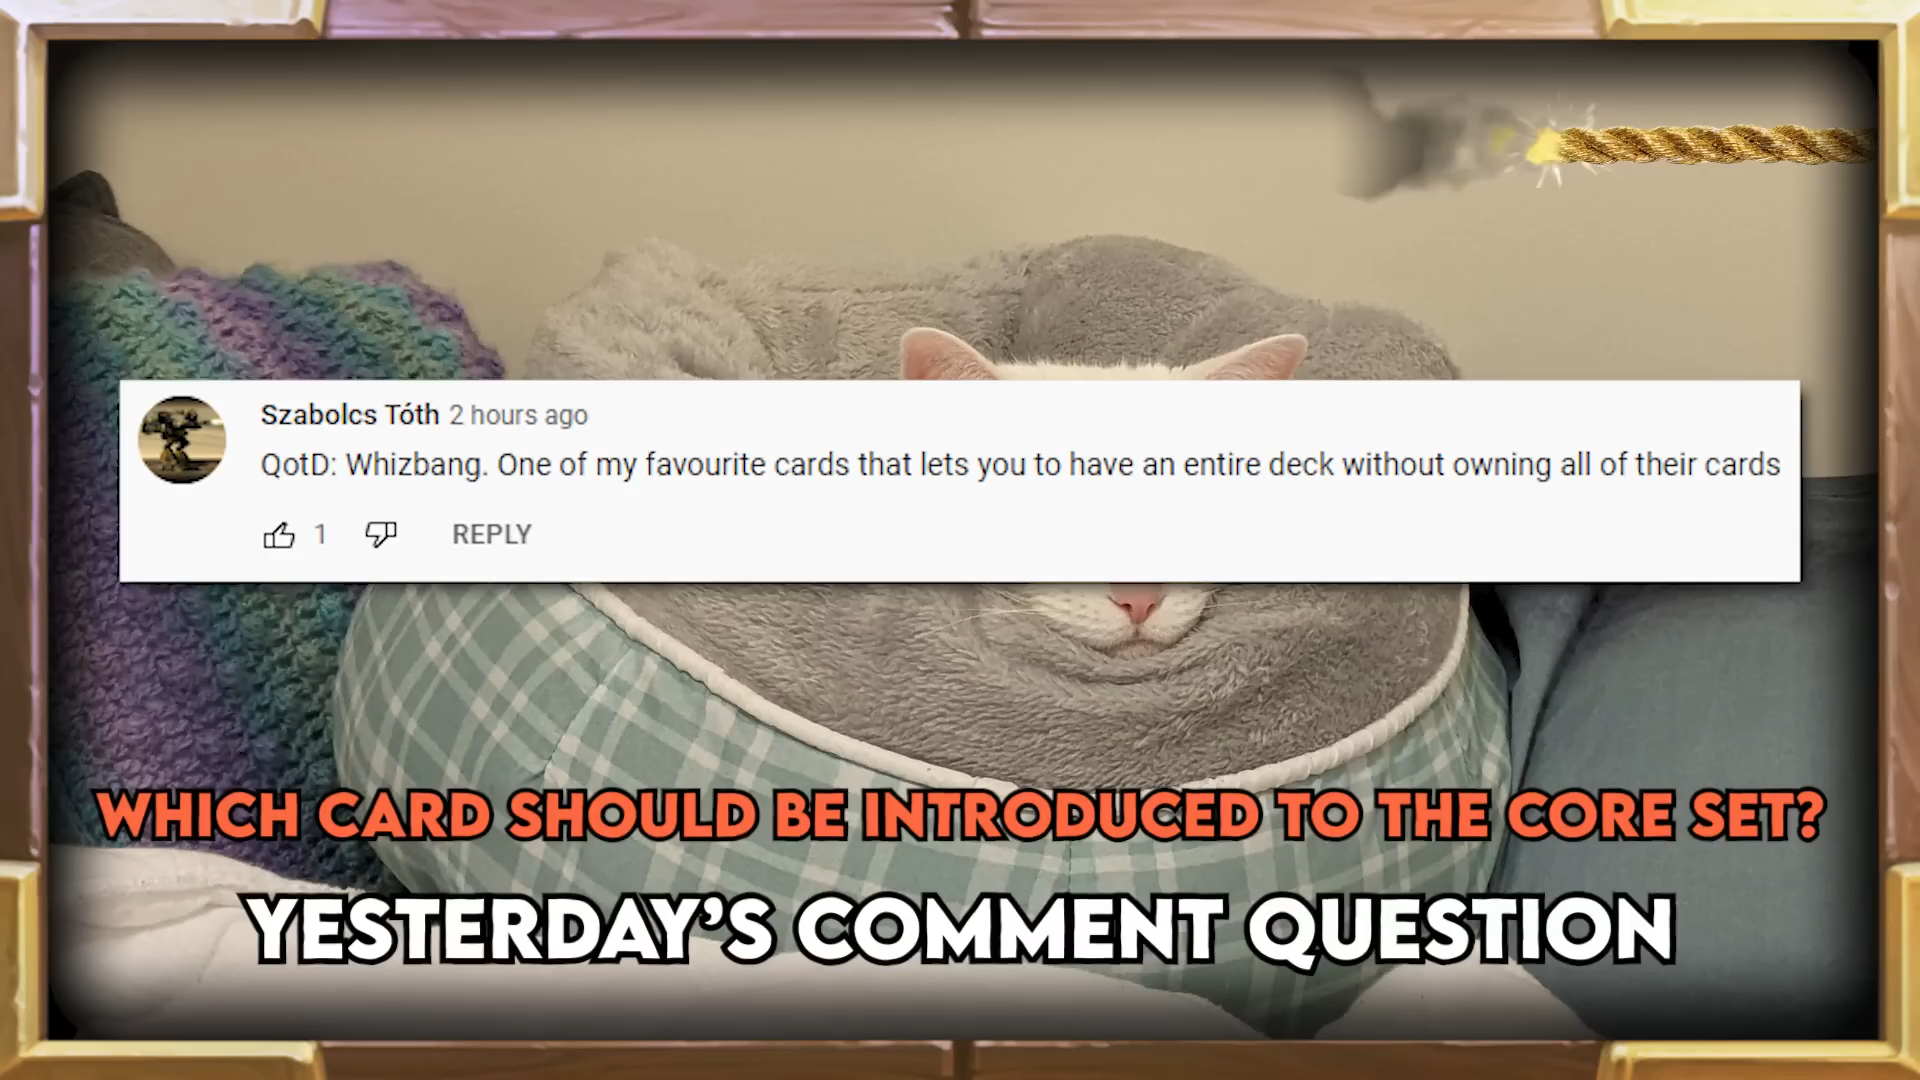 Szabolcs Tóth 2 hours ago
QotD: Whizbang. One of my favourite cards that lets you to have an entire deck without owning all of their cards
1 REPLY
WHICH CARD SHOULD BE INTRODUCED TO THE CORE SET?
YESTERDAY'S COMMENT QUESTION